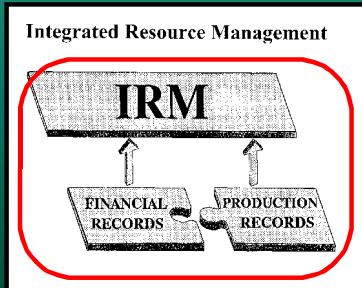 Integrated Resource Management
IRM
FINANCIAL
RECORDS
PRODUCTION
RECORDS